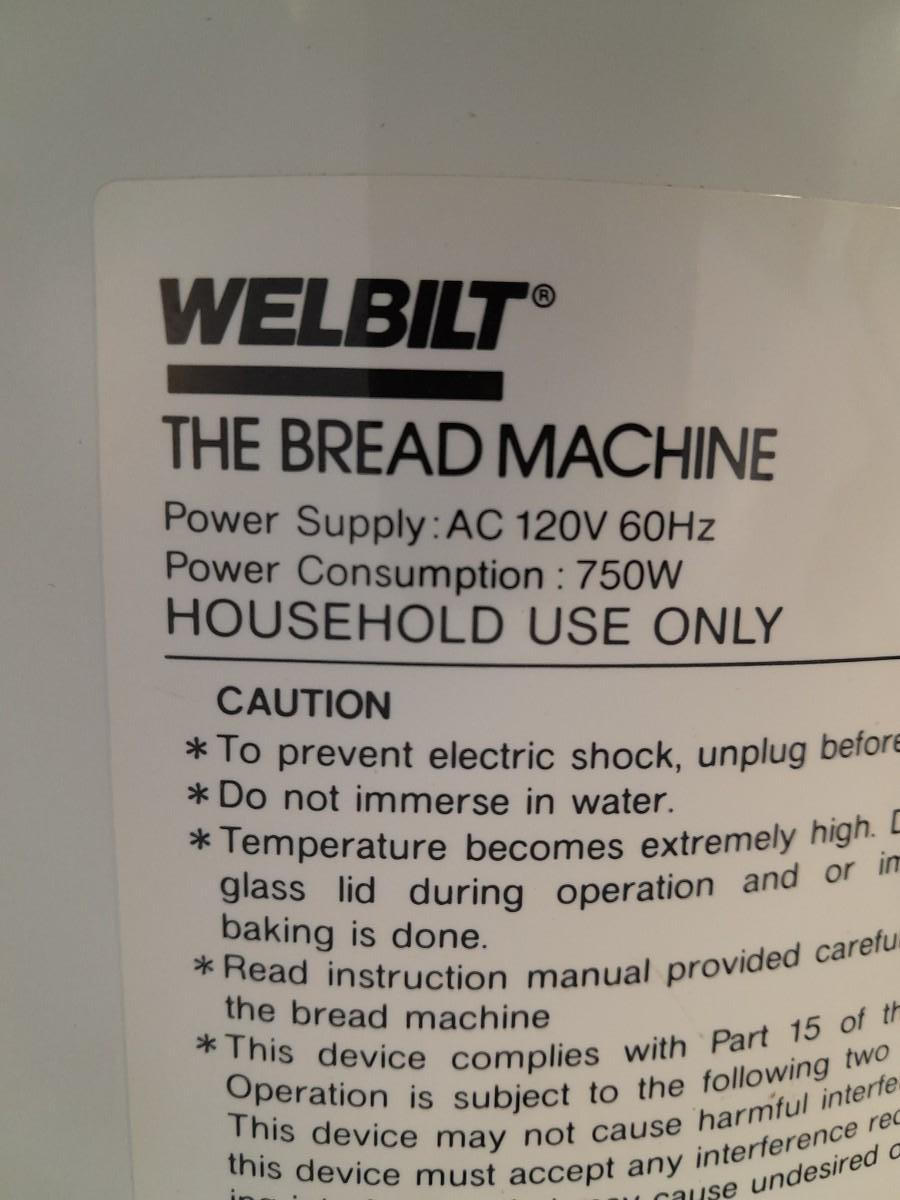 WELBILT®
THE BREAD MACHINE
Power Supply: AC 120V 60Hz
Power Consumption : 750W
HOUSEHOLD USE ONLY
CAUTION
* To prevent electric shock, unplug before
* Do not immerse in water.
* Temperature becomes extremely high.
glass lid during operation and or
baking is done.
* Read instruction manual provided
the bread machine
* This device complies with Part 15 of
Operation is subject to the following two
This device may not cause harmful
this device must accept any interference
cause undesired